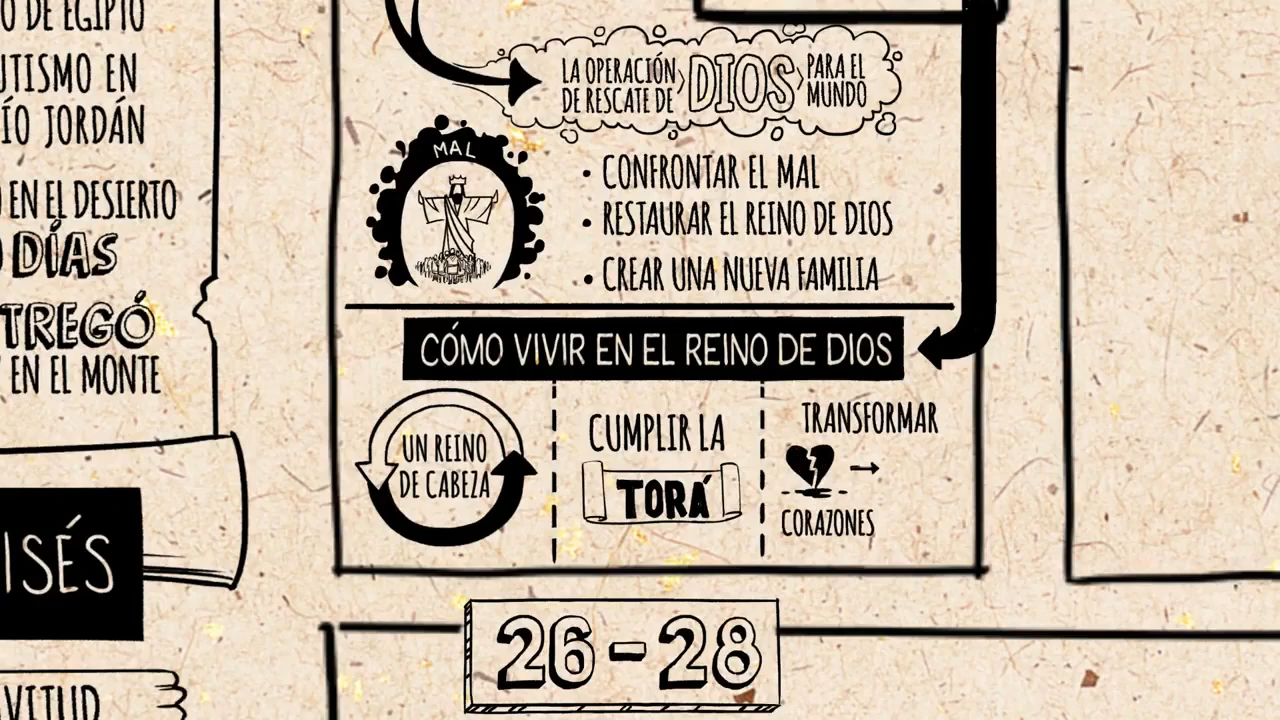 O DE EGIPTO
UTISMO EN
ÍO JORDÁN
EN EL DESIERTO
DÍAS
TREGÓ
EN EL MONTE
ISÉS
LA OPERACIÓN
DE RESCATE DE
DIOS
PARA EL
MUNDO
MAL
• CONFRONTAR EL MAL
• RESTAURAR EL REINO DE DIOS
• CREAR UNA NUEVA FAMILIA
CÓMO VIVIR EN EL REINO DE DIOS
UN REINO
DE CABEZA
CUMPLIR LA
TORÁ
TRANSFORMAR
CORAZONES
26-28